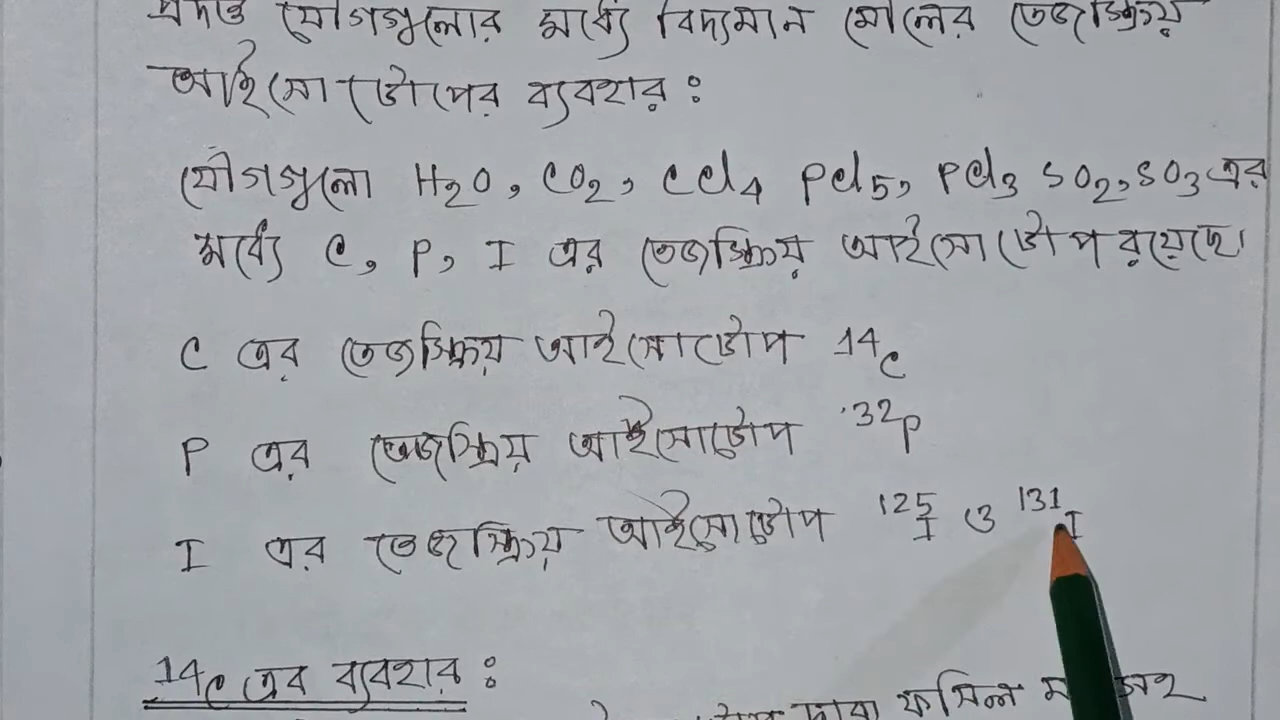 প্রদত্ত যৌগগুলোর মধ্যে বিদ্যমান মৌলের তেজস্ক্রিয়
আইসোটোপের ব্যবহার :
যৌগগুলো H₂O, CO₂, CCl₄ PCl₅, PCl₃ SO₂, SO₃ এর
মধ্যে C, P, I এর তেজস্ক্রিয় আইসোটোপ রয়েছে।
C এর তেজস্ক্রিয় আইসোটোপ ¹⁴C
P এর তেজস্ক্রিয় আইসোটোপ ³²P
I এর তেজস্ক্রিয় আইসোটোপ ¹²⁵I ও ¹³¹I
¹⁴C এর ব্যবহার :
দ্বারা ফসিল